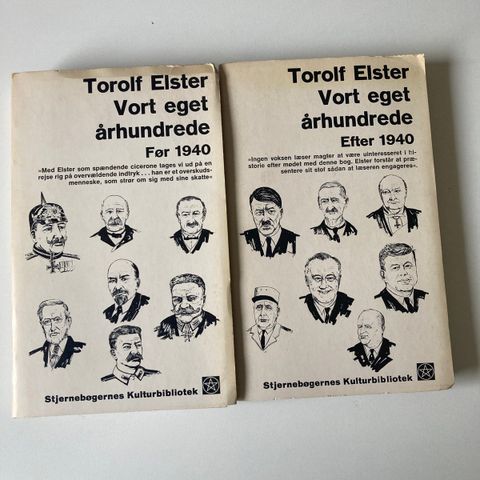 Torolf Elster
Vort eget
århundrede
Før 1940
»Med Elster som spændende cicerone tages vi ud på en
rejse rig på overvældende indtryk . . . han er et overskuds-
menneske, som strør om sig med sine skatte«
Stjernebøgernes Kulturbibliotek
Torolf Elster
Vort eget
århundrede
Efter 1940
»Ingen voksen læser magter at være uinteresseret i hi-
storie efter mødet med denne bog. Elster forstår at præ-
sentere sit stof sådan at læseren engageres«.
Stjernebøgernes Kulturbibliotek